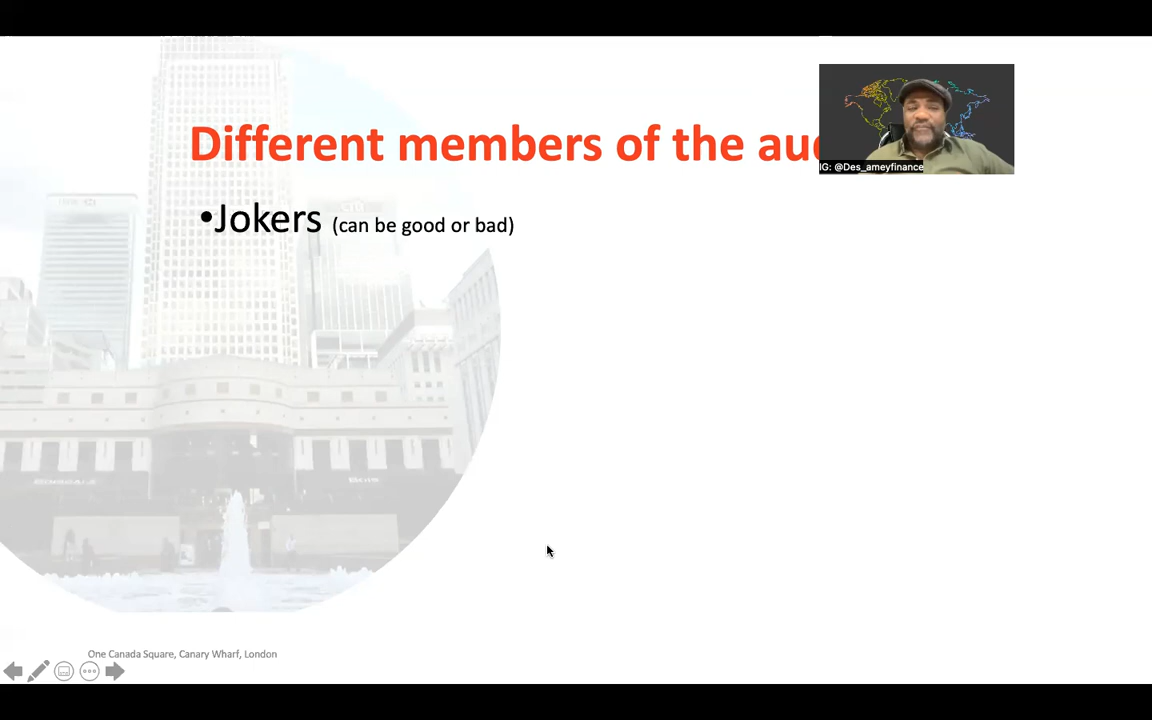 Different members of the au
IG: @Des_ameyfinance
•Jokers (can be good or bad)
One Canada Square, Canary Wharf, London